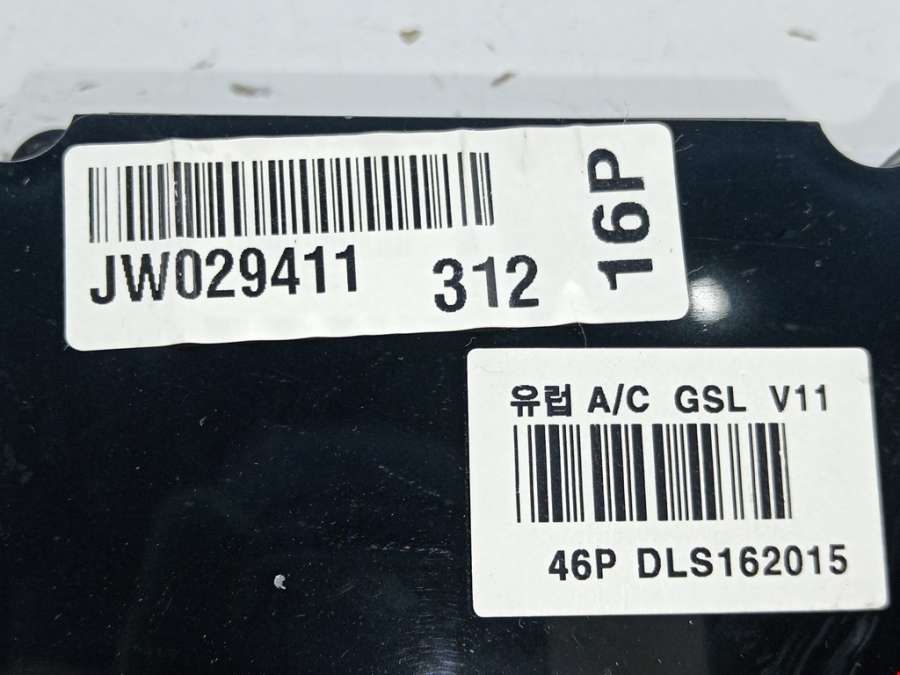 JW029411 312
16P
유럽 A/C GSL V11
46P DLS162015